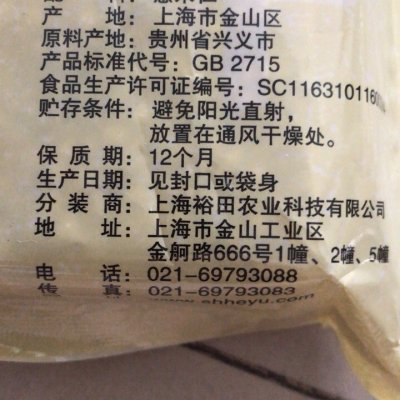 产 地：上海市金山区
原料产地：贵州省兴义市
产品标准代号：GB 2715
食品生产许可证编号：SC116310116
贮存条件：避免阳光直射，
放置在通风干燥处。
保 质 期：12个月
生产日期：见封口或袋身
分 装 商：上海裕田农业科技有限公司
地 址：上海市金山工业区
金舸路666号1幢、2幢、5幢
电 话：021-69793088
传 真：021-69793083